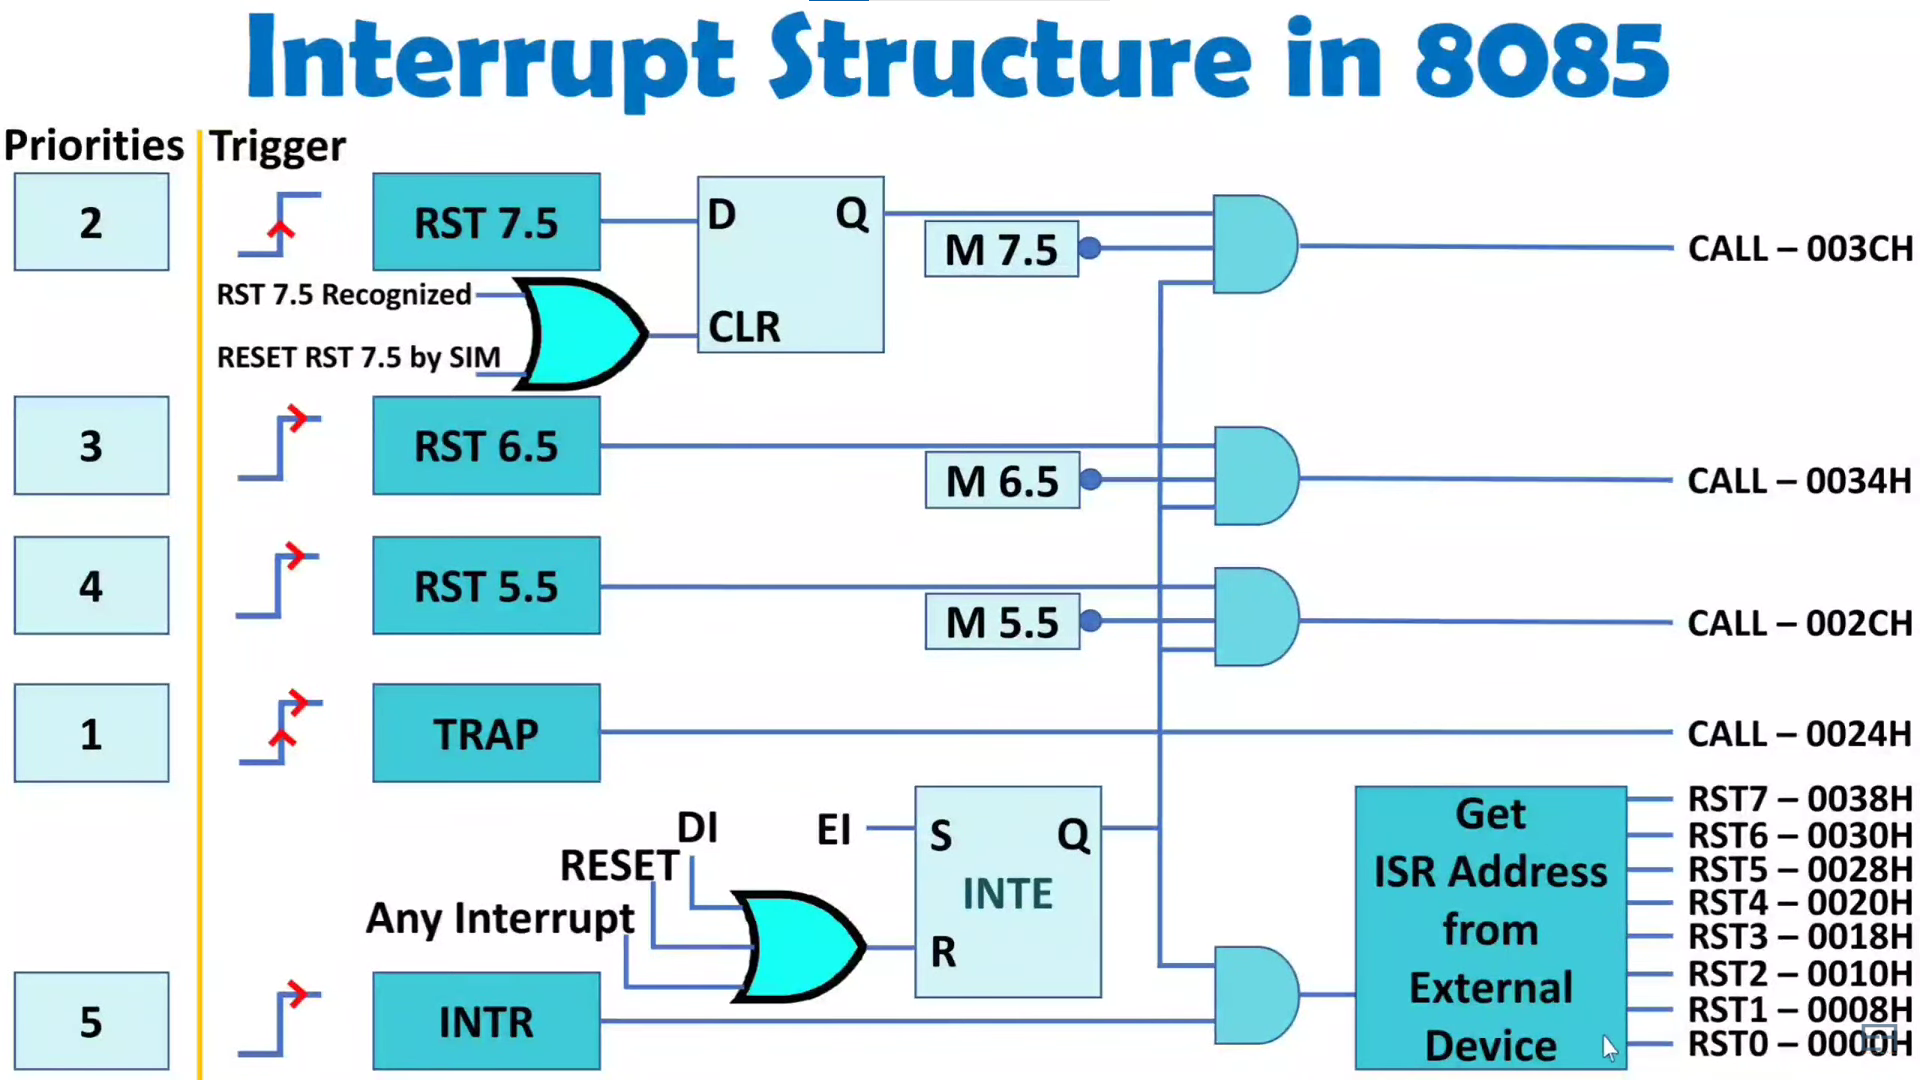 Interrupt Structure in 8085
Priorities
Trigger
2
RST 7.5
D
Q
M 7.5
CALL – 003CH
RST 7.5 Recognized
RESET RST 7.5 by SIM
CLR
3
RST 6.5
M 6.5
CALL – 0034H
4
RST 5.5
M 5.5
CALL – 002CH
1
TRAP
CALL – 0024H
DI
EI
RESET
Any Interrupt
S
Q
INTE
R
5
INTR
Get
ISR Address
from
External
Device
RST7 – 0038H
RST6 – 0030H
RST5 – 0028H
RST4 – 0020H
RST3 – 0018H
RST2 – 0010H
RST1 – 0008H
RST0 – 0000H